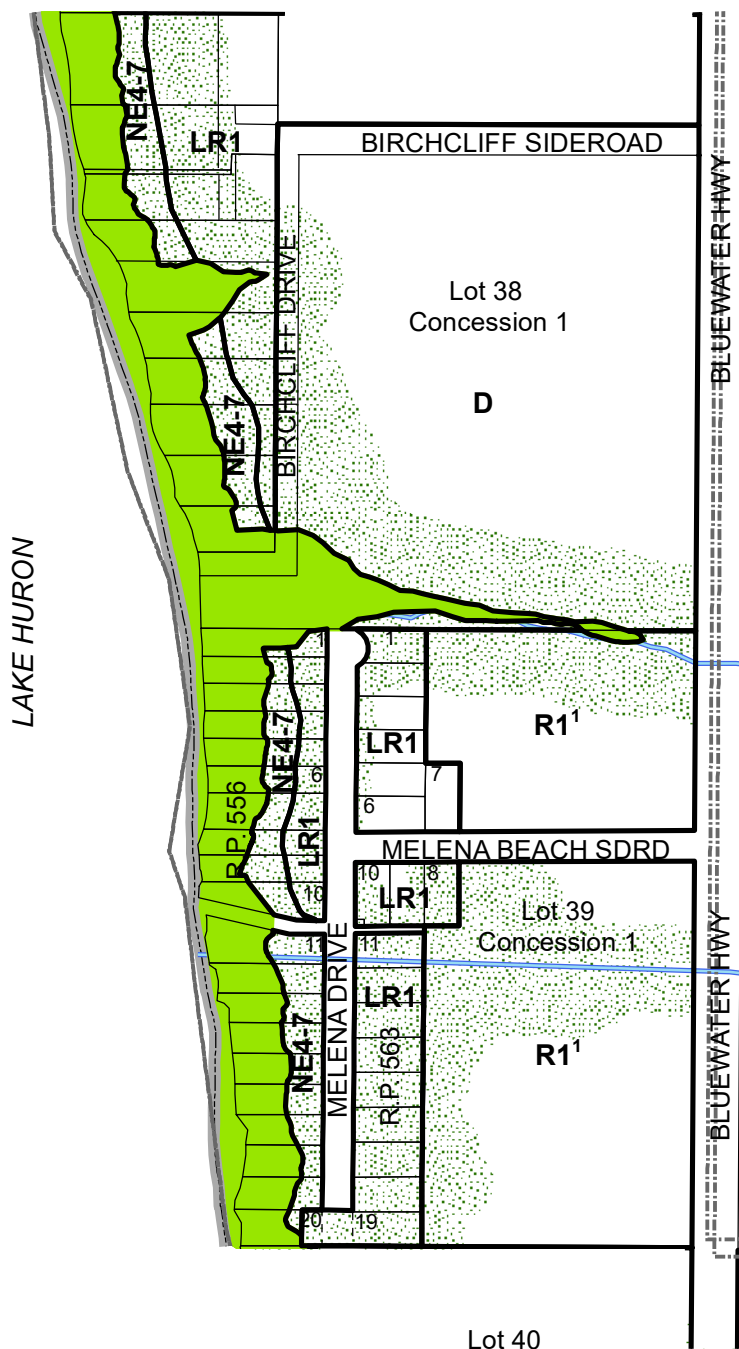 NE4-7
LR1
BIRCHCLIFF SIDEROAD
BLUEWATER HWY
BIRCHCLIFF DRIVE
Lot 38
Concession 1
D
NE4-7
LAKE HURON
1
R1¹
NE4-7
LR1
6
7
6
R.P. 556
LR1
MELENA BEACH SDRD
10
8
10
LR1
Lot 39
Concession 1
BLUEWATER HWY
11
11
MELENA DRIVE
LR1
NE4-7
R.P. 563
R1¹
20
19
Lot 40